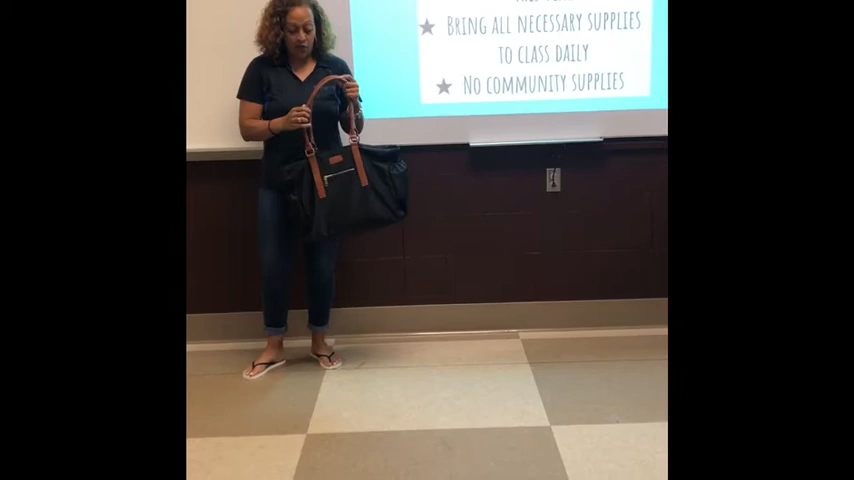 ★ Bring all necessary supplies
to class daily
★ No community supplies